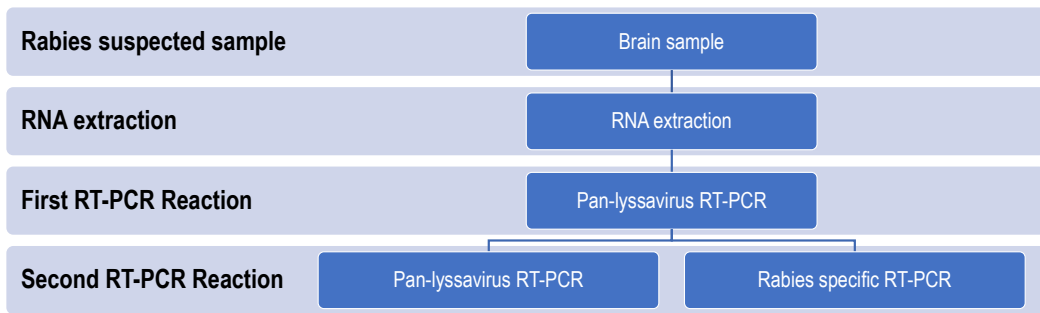 Rabies suspected sample
Brain sample
RNA extraction
RNA extraction
First RT-PCR Reaction
Pan-lyssavirus RT-PCR
Second RT-PCR Reaction
Pan-lyssavirus RT-PCR
Rabies specific RT-PCR